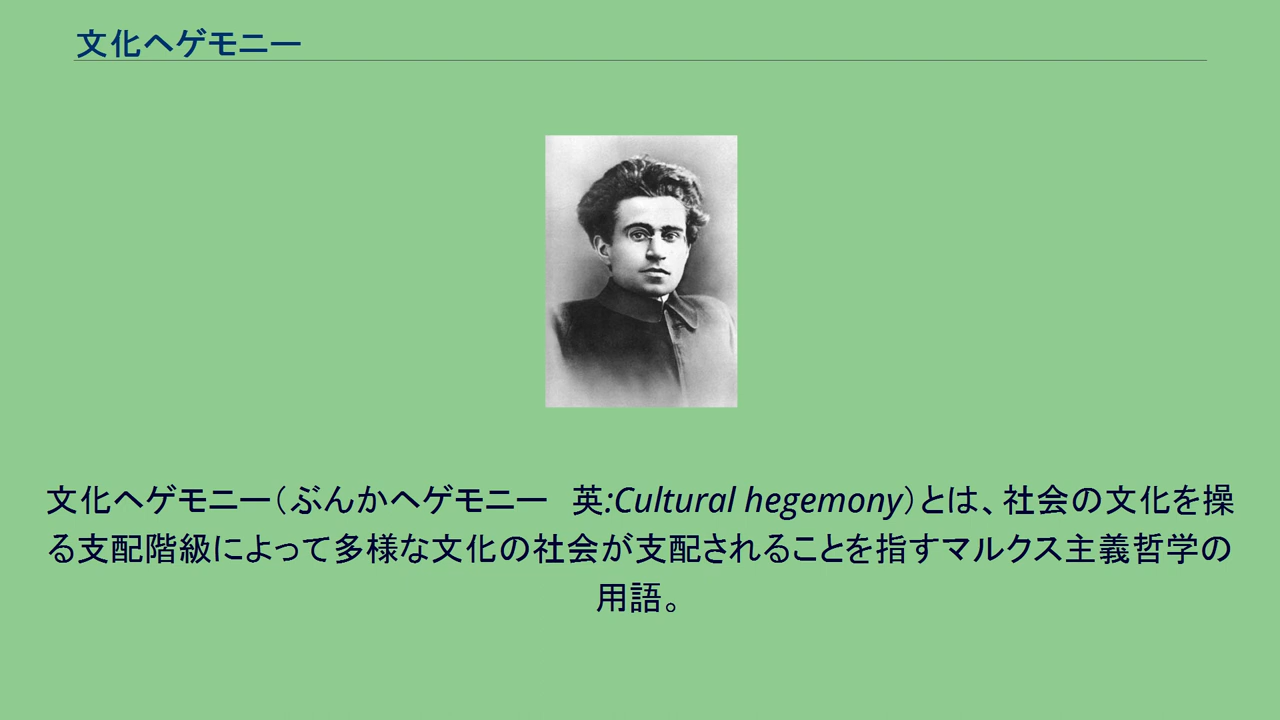 文化ヘゲモニー
文化ヘゲモニー（ぶんかヘゲモニー　英:Cultural hegemony）とは、社会の文化を操
る支配階級によって多様な文化の社会が支配されることを指すマルクス主義哲学の
用語。